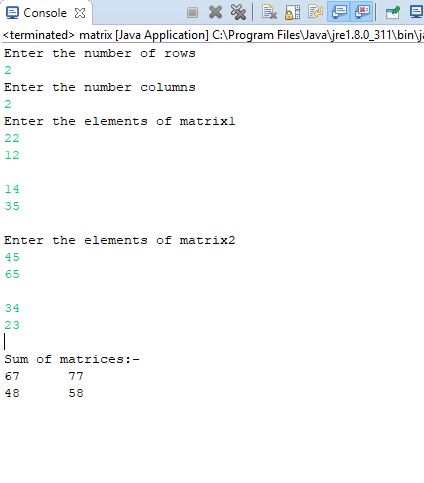 Console
<terminated> matrix [Java Application] C:\Program Files\Java\jre1.8.0_311\bin\ja
Enter the number of rows
2
Enter the number columns
2
Enter the elements of matrix1
22
12
14
35
Enter the elements of matrix2
45
65
34
23
Sum of matrices:-
67 77
48 58